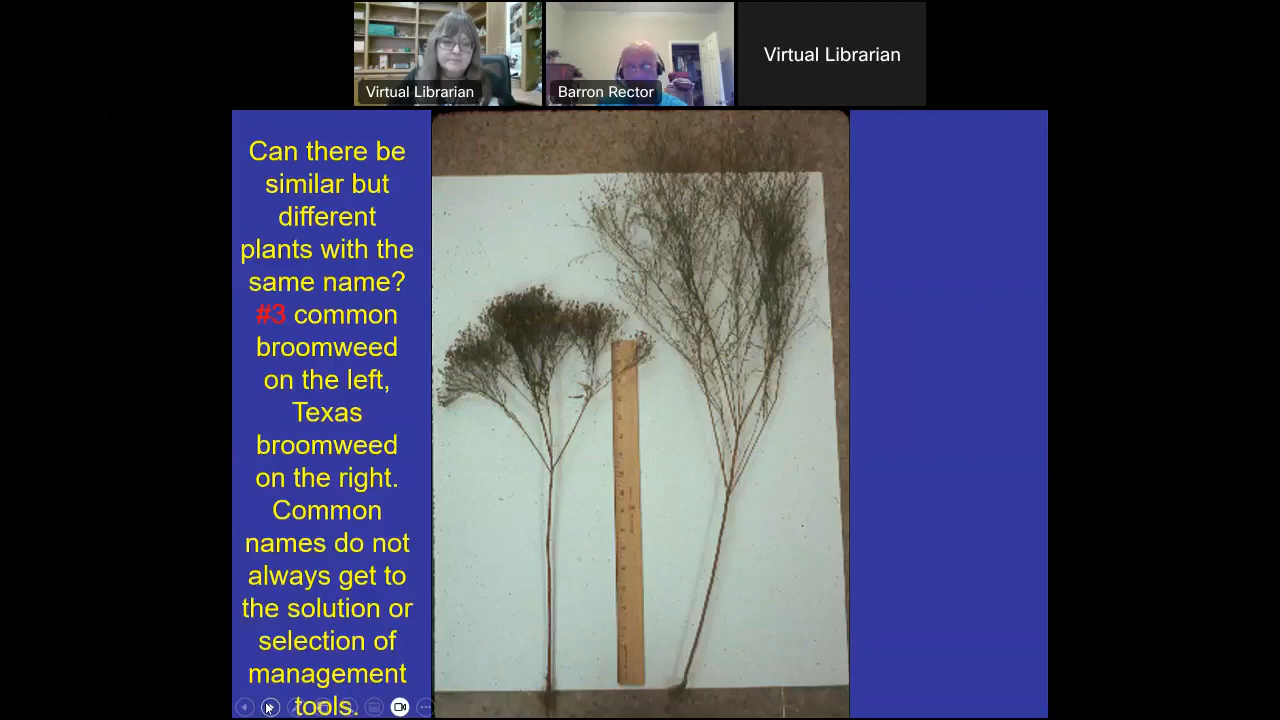 Virtual Librarian
Barron Rector
Virtual Librarian
Can there be
similar but
different
plants with the
same name?
#3 common
broomweed
on the left,
Texas
broomweed
on the right.
Common
names do not
always get to
the solution or
selection of
management
tools.